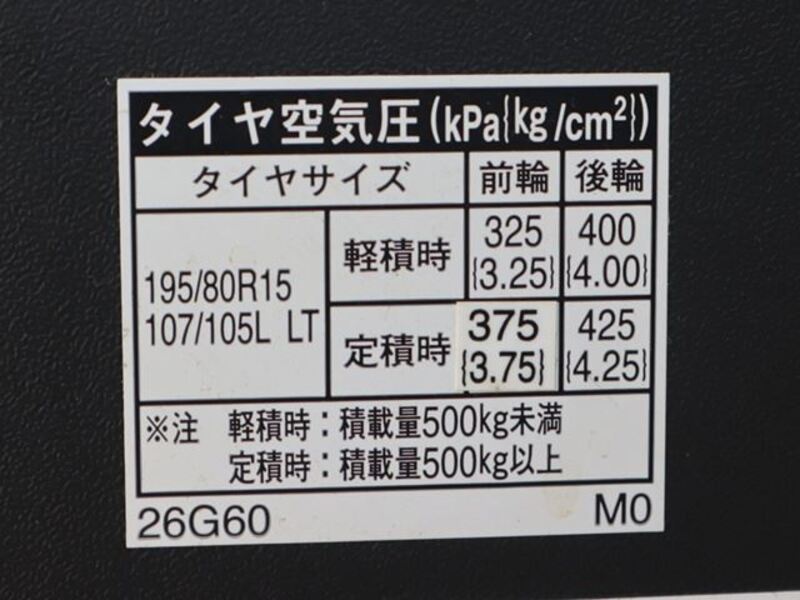 タイヤ空気圧(kPa{kg/cm²})
タイヤサイズ 前輪 後輪
195/80R15
107/105L LT
軽積時 325 400
{3.25} {4.00}
定積時 375 425
{3.75} {4.25}
※注 軽積時:積載量500kg未満
定積時:積載量500kg以上
26G60 M0